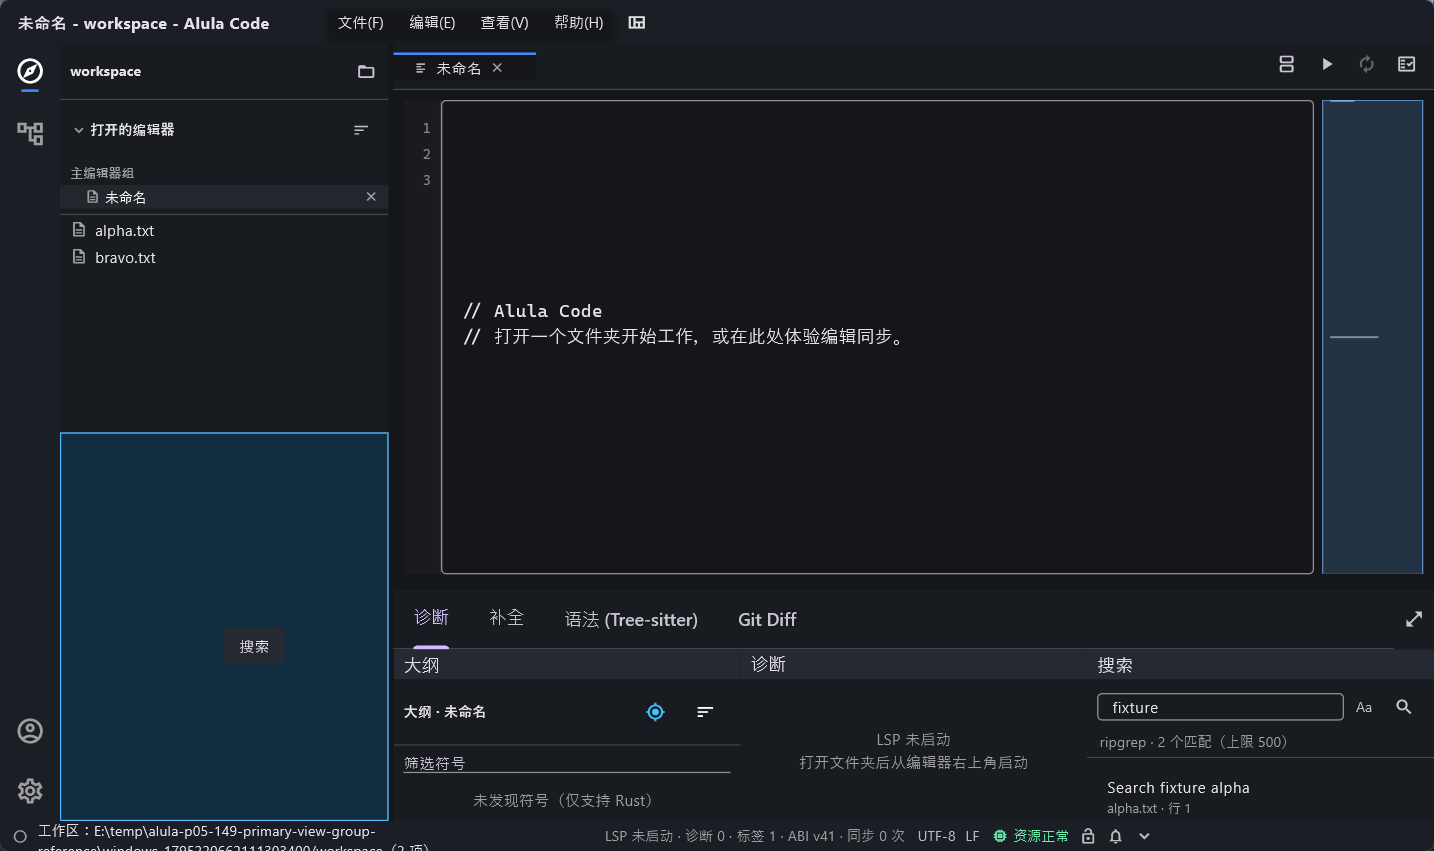 未命名 - workspace - Alula Code
文件(F) 编辑(E) 查看(V) 帮助(H)
workspace
打开的编辑器
主编辑器组
未命名
alpha.txt
bravo.txt
搜索
未命名
1
2
3
// Alula Code
// 打开一个文件夹开始工作, 或在此处体验编辑同步。
诊断 补全 语法 (Tree-sitter) Git Diff
大纲
大纲 · 未命名
筛选符号
未发现符号（仅支持 Rust）
诊断
LSP 未启动
打开文件夹后从编辑器右上角启动
搜索
fixture
Aa
ripgrep · 2 个匹配（上限 500）
Search fixture alpha
alpha.txt · 行 1
工作区：E:\temp\alula-p05-149-primary-view-group-
LSP 未启动 · 诊断 0 · 标签 1 · ABI v41 · 同步 0 次 UTF-8 LF 资源正常